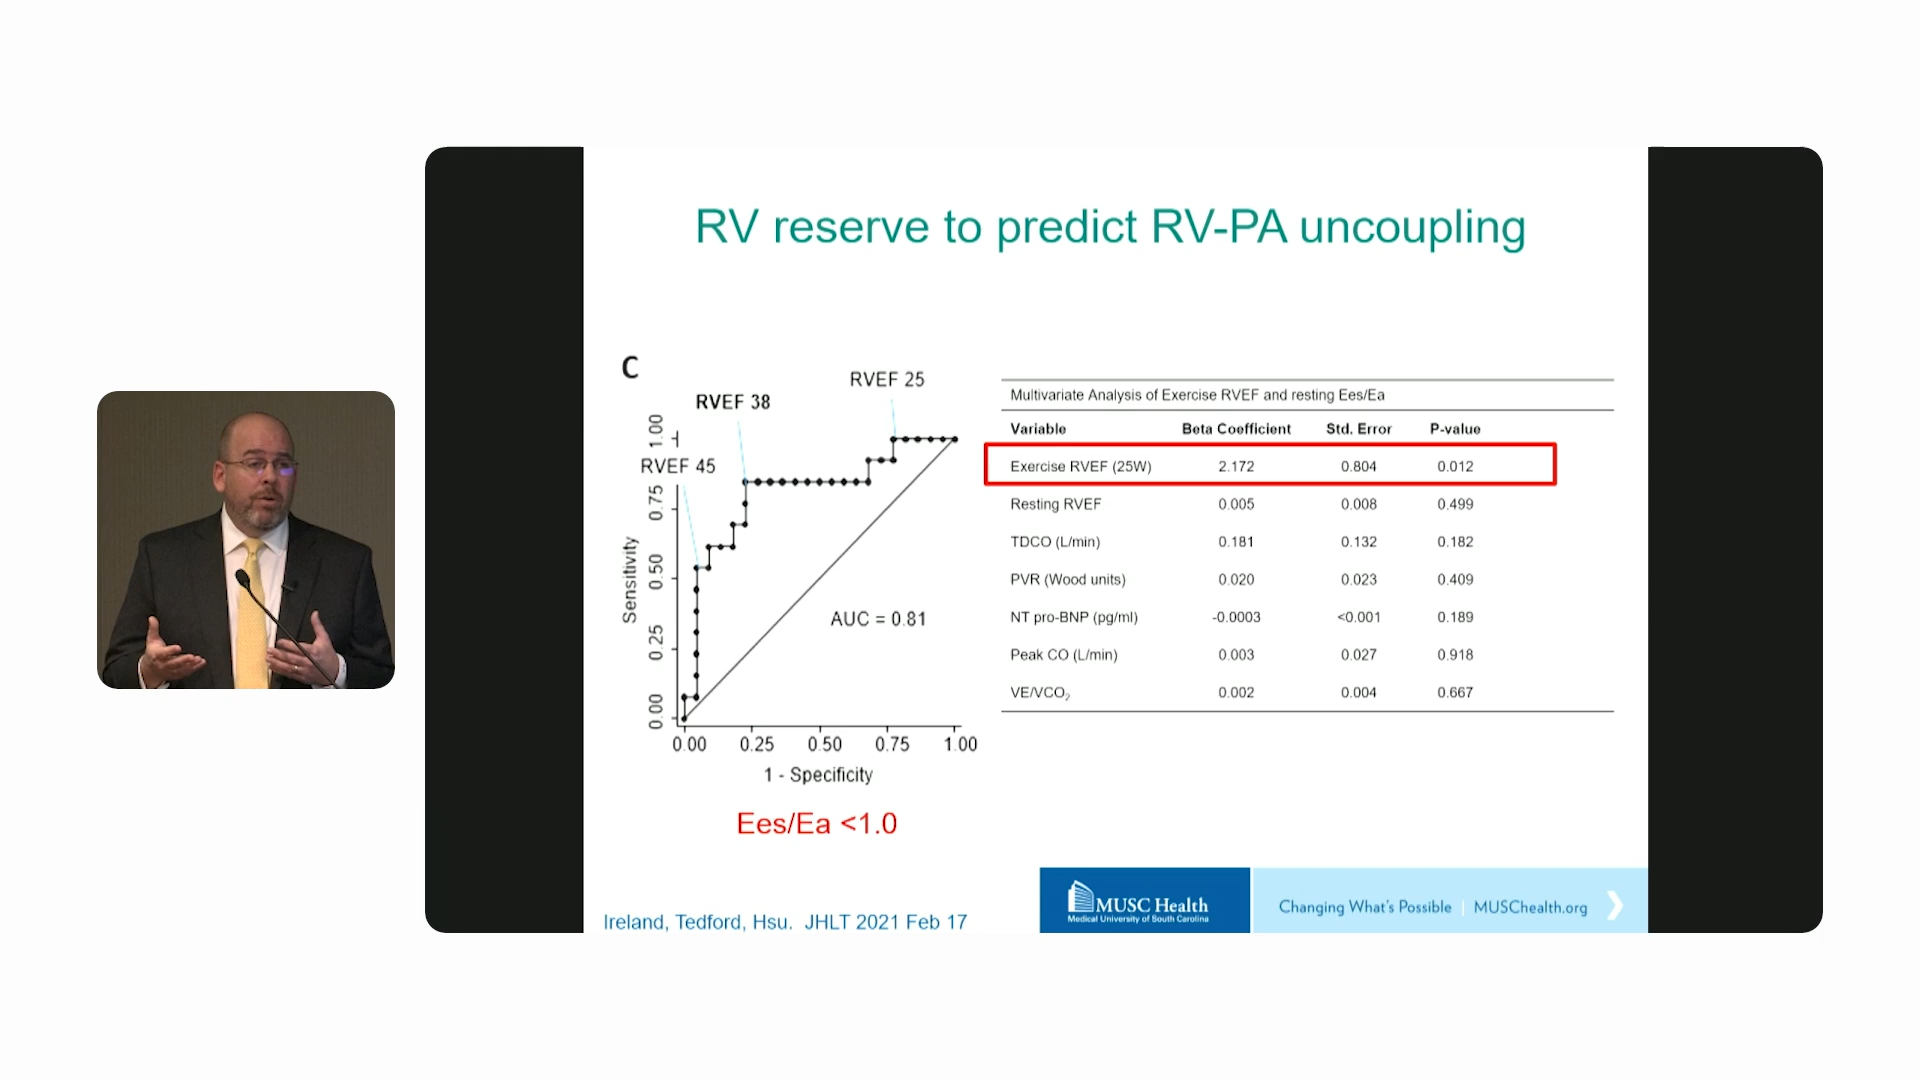 RV reserve to predict RV-PA uncoupling
C
RVEF 25
RVEF 38
RVEF 45
1.00
0.75
0.50
0.25
0.00
Sensitivity
AUC = 0.81
0.00 0.25 0.50 0.75 1.00
1 - Specificity
Ees/Ea <1.0
Multivariate Analysis of Exercise RVEF and resting Ees/Ea
Variable Beta Coefficient Std. Error P-value
Exercise RVEF (25W) 2.172 0.804 0.012
Resting RVEF 0.005 0.008 0.499
TDCO (L/min) 0.181 0.132 0.182
PVR (Wood units) 0.020 0.023 0.409
NT pro-BNP (pg/ml) -0.0003 <0.001 0.189
Peak CO (L/min) 0.003 0.027 0.918
VE/VCO₂ 0.002 0.004 0.667
Ireland, Tedford, Hsu. JHLT 2021 Feb 17
MUSC Health
Medical University of South Carolina
Changing What's Possible | MUSChealth.org